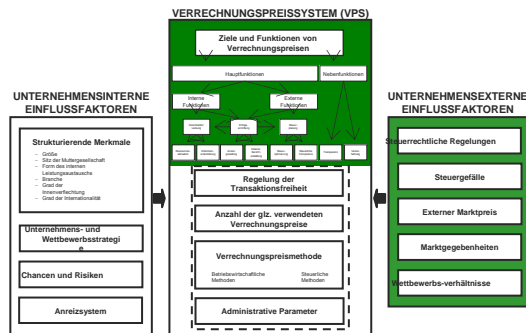 VERRECHNUNGSPREISSYSTEM (VPS)
Ziele und Funktionen von
Verrechnungspreisen
Hauptfunktionen
Nebenfunktionen
Interne
Funktionen
Externe
Funktionen
UNTERNEHMENSINTERNE
EINFLUSSFAKTOREN
Strukturierende Merkmale
– Größe
– Sitz der Muttergesellschaft
– Form des internen
Leistungsaustauschs
– Branche
– Grad der
Innenverflechtung
– Grad der Internationalität
Unternehmens- und
Wettbewerbsstrategi
e
Chancen und Risiken
Anreizsystem
Regelung der
Transaktionsfreiheit
Anzahl der glz. verwendeten
Verrechnungspreise
Verrechnungspreismethode
Betriebswirtschaftliche
Methoden
Steuerliche
Methoden
Administrative Parameter
UNTERNEHMENSEXTERNE
EINFLUSSFAKTOREN
Steuerrechtliche Regelungen
Steuergefälle
Externer Marktpreis
Marktgegebenheiten
Wettbewerbs-verhältnisse